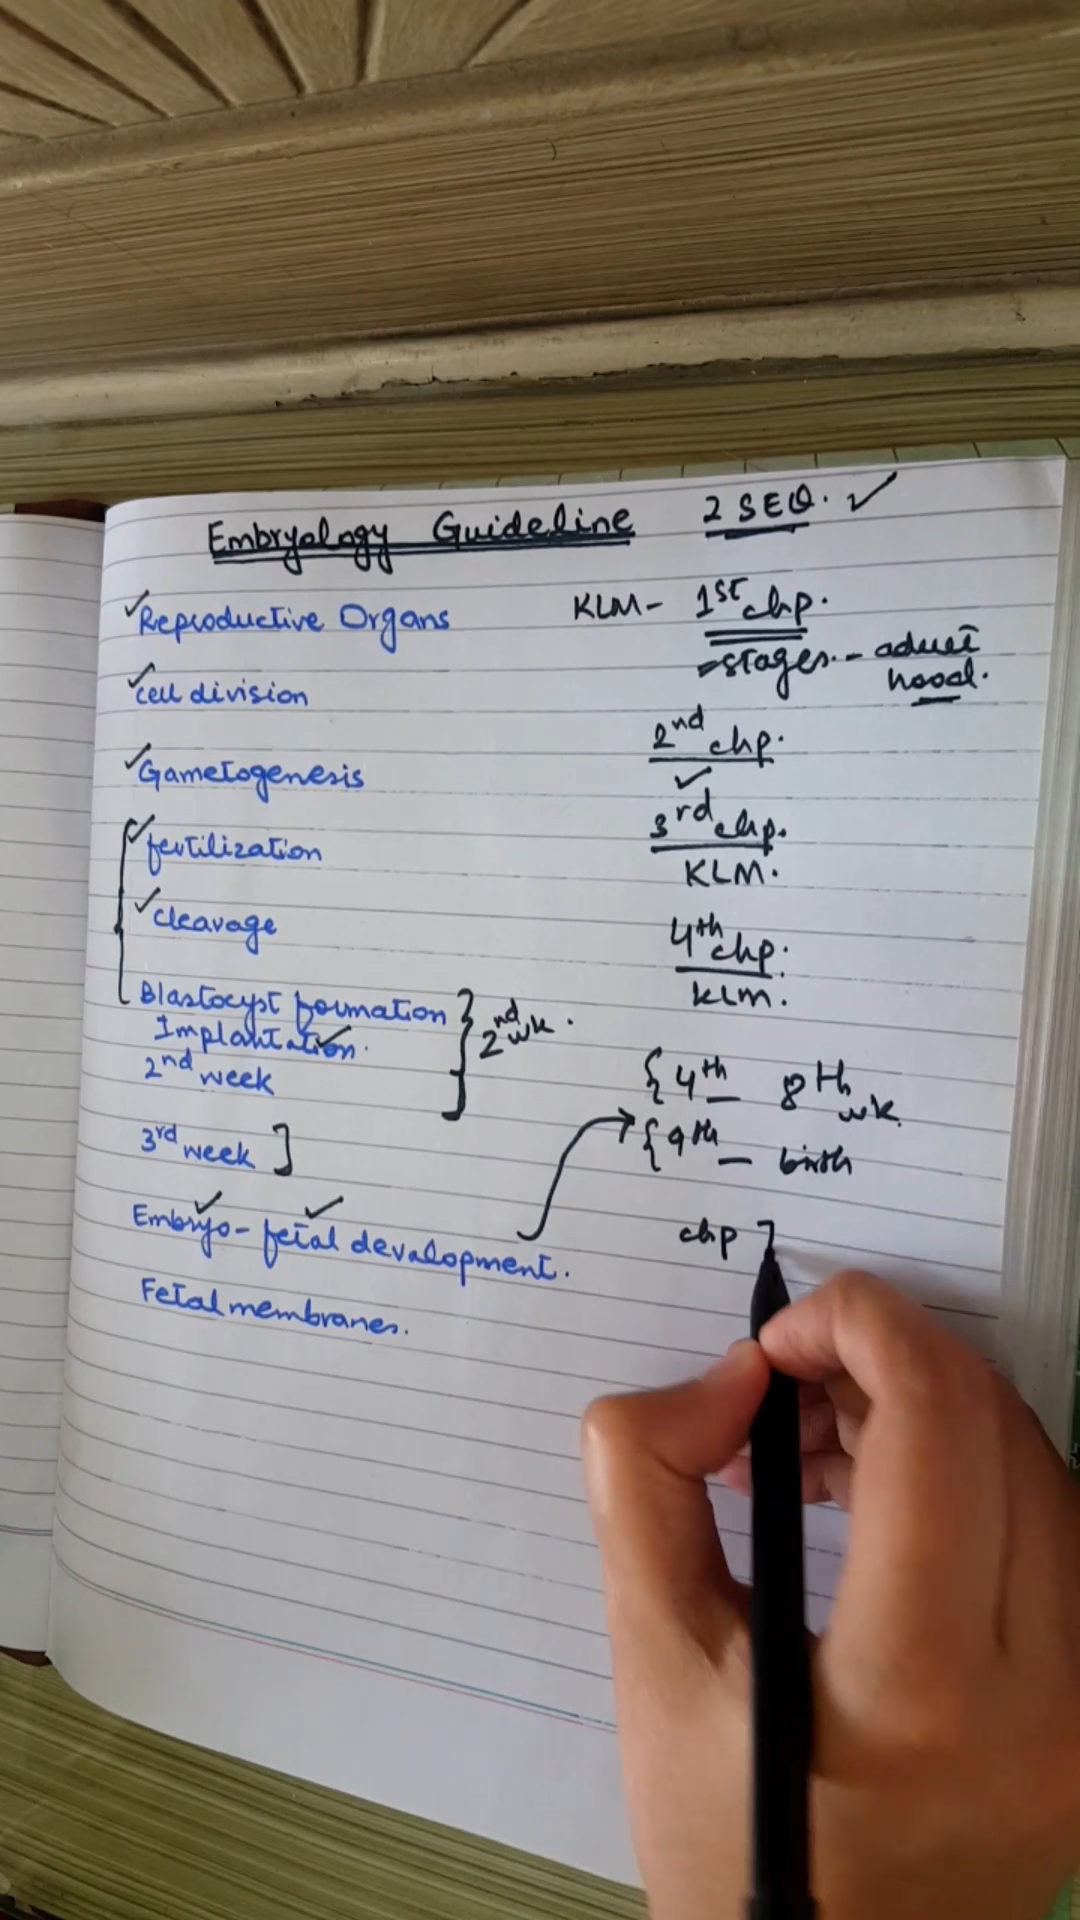 Embryology Guideline 2 SEQ.
Reproductive Organs KLM - 1st chp.
stages. - adult
hood.
cell division
2nd chp.
Gametogenesis
3rd chp.
fertilization
KLM.
cleavage
4th chp.
KLM.
Blastocyst formation
Implantation.
2nd week
2nd wk.
{ 4th - 8th wk
{ 9th - birth
3rd week ]
Embryo - fetal devalopment.
chp 7
Fetal membranes.